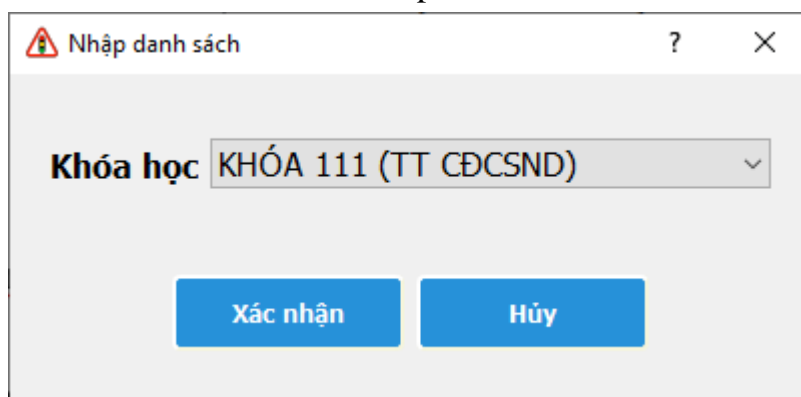 Nhập danh sách
?
Khóa học KHÓA 111 (TT CĐCSND)
Xác nhận Hủy